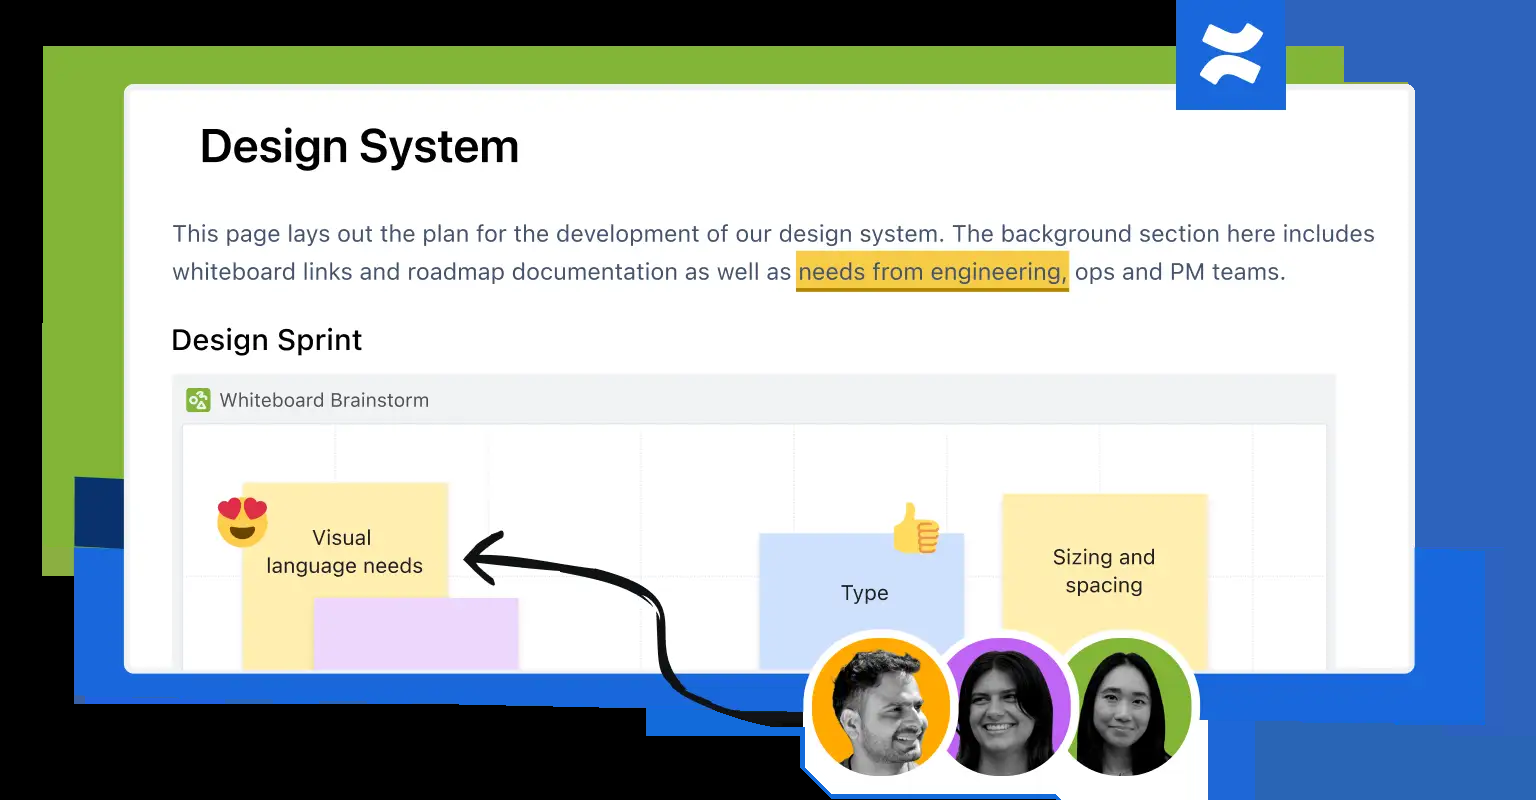 Design System
This page lays out the plan for the development of our design system. The background section here includes
whiteboard links and roadmap documentation as well as needs from engineering, ops and PM teams.
Design Sprint
Whiteboard Brainstorm
Visual
language needs
Type
Sizing and
spacing